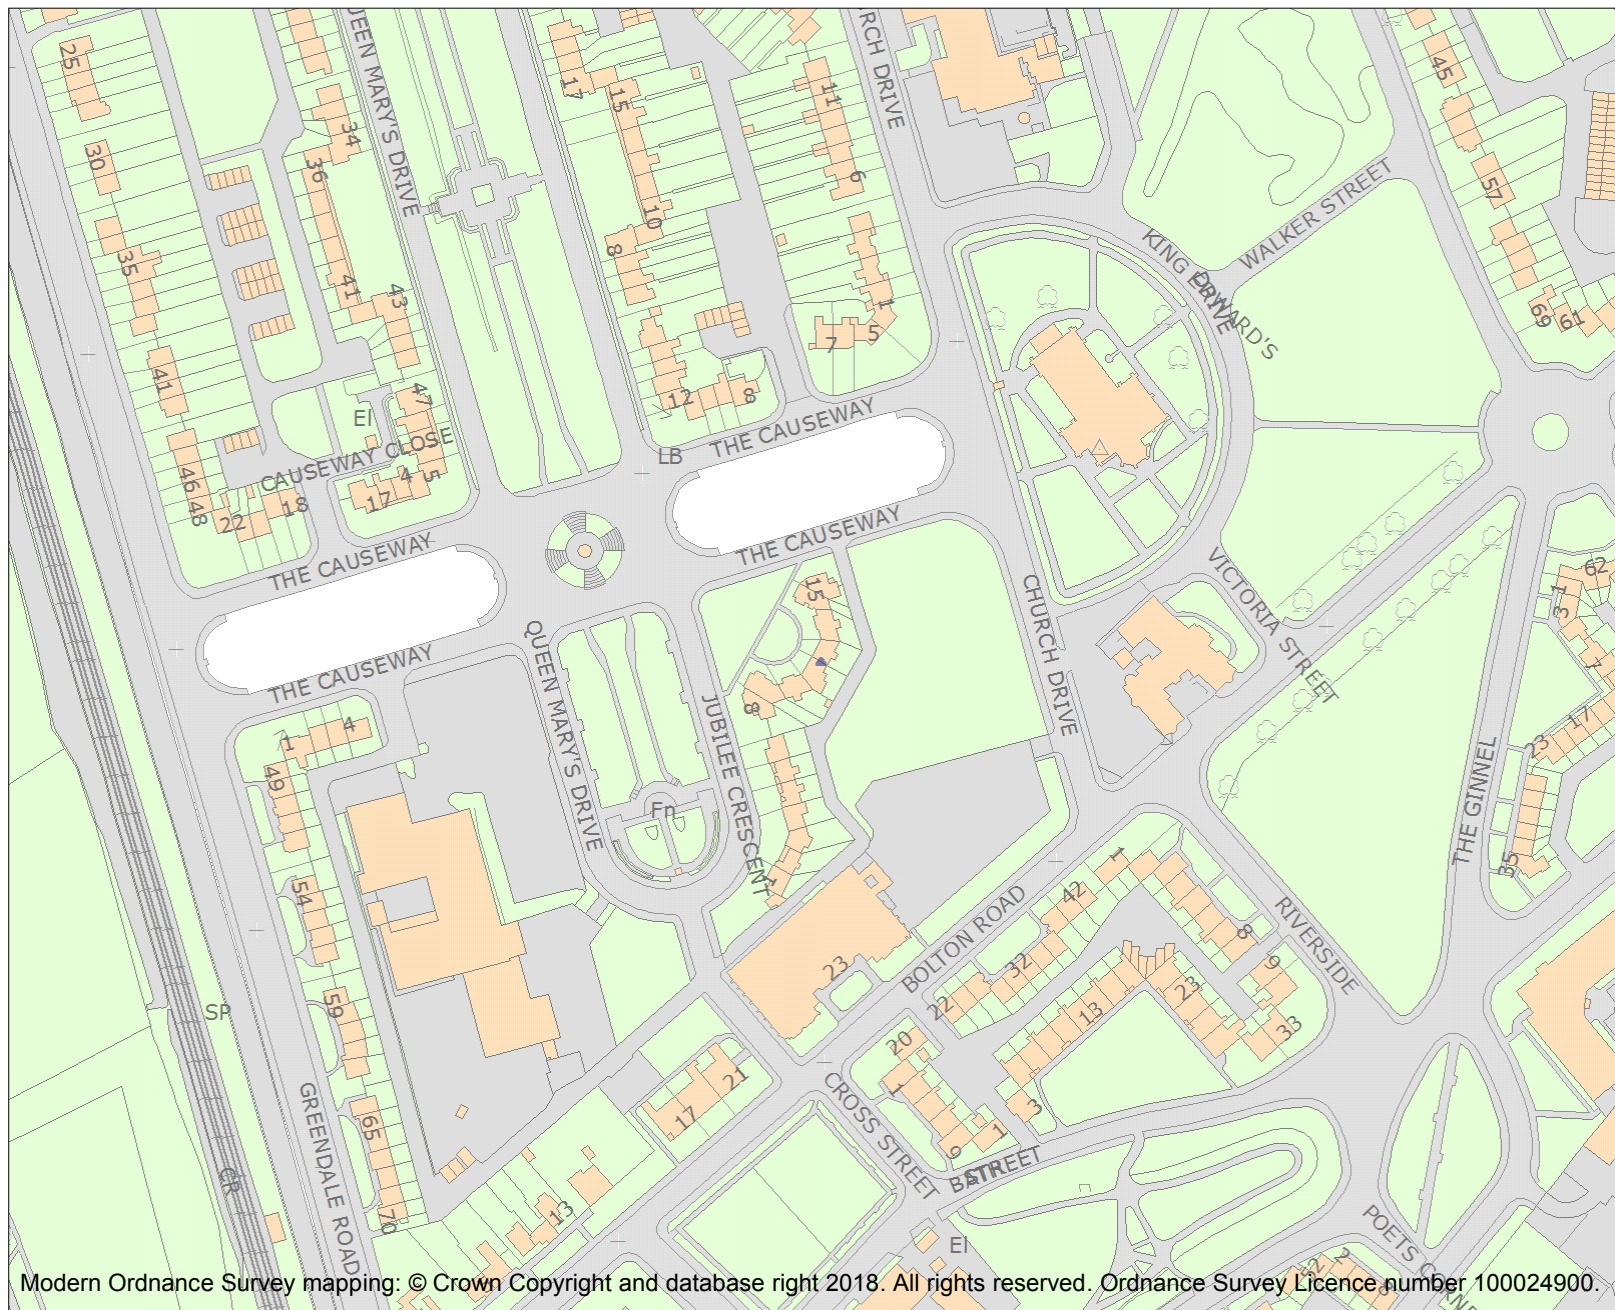 QUEEN MARY'S DRIVE
CHURCH DRIVE
25
17
15
11
45
34
30
36
6
57
10
8
WALKER STREET
KING EDWARD'S
DRIVE
35
41
43
1
69
61
7
5
41
47
12
8
EI
THE CAUSEWAY
CAUSEWAY CLOSE
LB
46
48
4
5
17
18
22
THE CAUSEWAY
THE CAUSEWAY
15
CHURCH DRIVE
VICTORIA STREET
62
1
3
THE CAUSEWAY
QUEEN MARY'S DRIVE
7
8
JUBILEE CRESCENT
17
23
1
4
49
THE GINNEL
Fn
35
1
1
42
54
RIVERSIDE
8
23
BOLTON ROAD
32
9
23
59
22
13
33
SP
20
21
1
CROSS STREET
17
3
1
9
GREENDALE ROAD
65
BATH STREET
CR
70
13
EI
POETS CORNER
52
2
8
Modern Ordnance Survey mapping: © Crown Copyright and database right 2018. All rights reserved. Ordnance Survey Licence number 100024900.